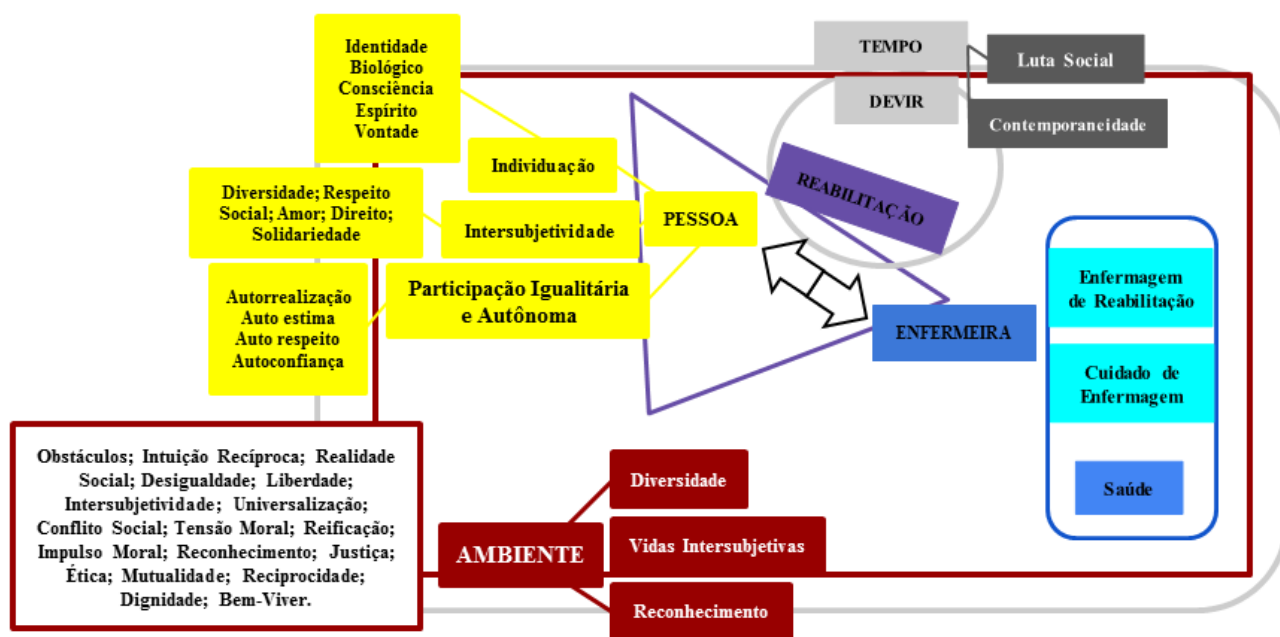 Identidade
Biológico
Consciência
Espírito
Vontade
TEMPO
Luta Social
DEVIR
Contemporaneidade
Individuação
REABILITAÇÃO
Diversidade; Respeito
Social; Amor; Direito;
Solidariedade
Intersubjetividade
PESSOA
Participação Igualitária
e Autônoma
Autorrealização
Auto estima
Auto respeito
Autoconfiança
ENFERMEIRA
Enfermagem
de Reabilitação
Cuidado de
Enfermagem
Saúde
Obstáculos; Intuição Recíproca; Realidade
Social; Desigualdade; Liberdade;
Intersubjetividade; Universalização;
Conflito Social; Tensão Moral; Reificação;
Impulso Moral; Reconhecimento; Justiça;
Ética; Mutualidade; Reciprocidade;
Dignidade; Bem-Viver.
AMBIENTE
Diversidade
Vidas Intersubjetivas
Reconhecimento